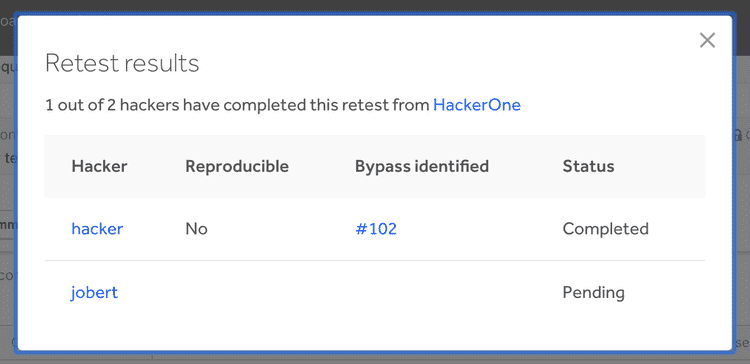 Retest results
1 out of 2 hackers have completed this retest from HackerOne
Hacker Reproducible Bypass identified Status
hacker No #102 Completed
jobert Pending